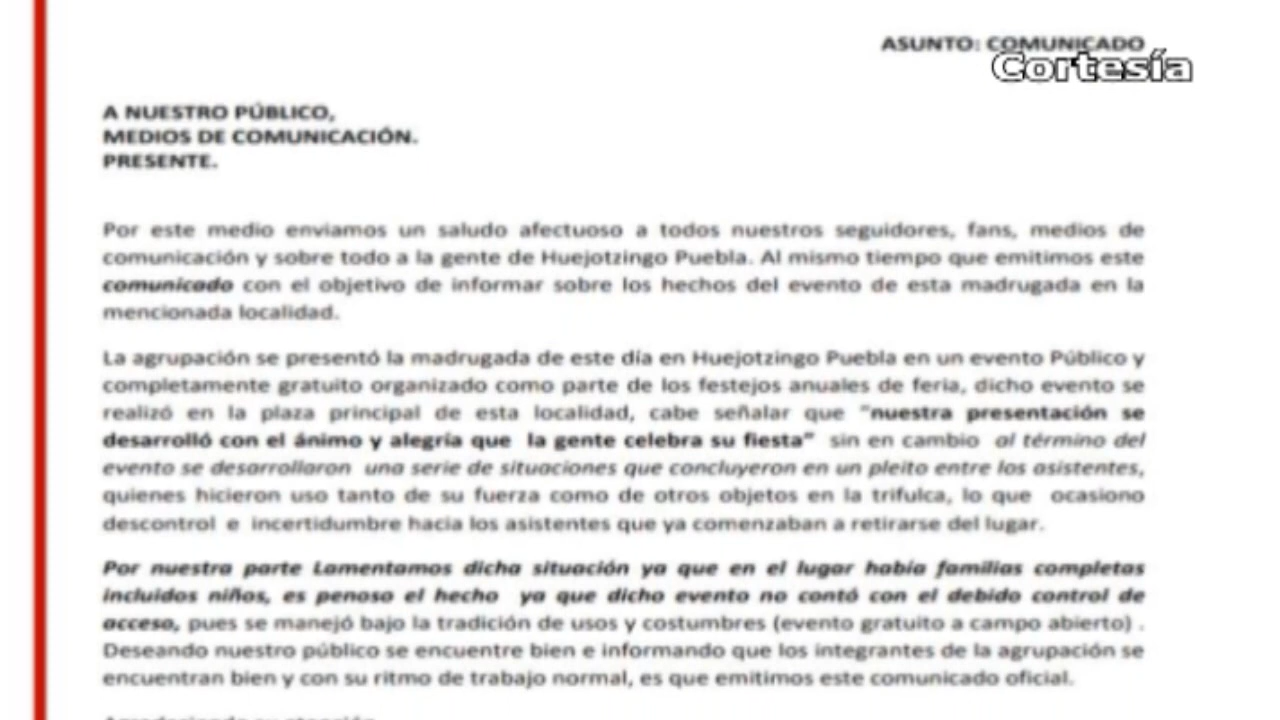 ASUNTO: COMUNICADO
Cortesía
A NUESTRO PÚBLICO,
MEDIOS DE COMUNICACIÓN.
PRESENTE.
Por este medio enviamos un saludo afectuoso a todos nuestros seguidores, fans, medios de
comunicación y sobre todo a la gente de Huejotzingo Puebla. Al mismo tiempo que emitimos este
comunicado con el objetivo de informar sobre los hechos del evento de esta madrugada en la
mencionada localidad.
La agrupación se presentó la madrugada de este día en Huejotzingo Puebla en un evento Público y
completamente gratuito organizado como parte de los festejos anuales de feria, dicho evento se
realizó en la plaza principal de esta localidad, cabe señalar que "nuestra presentación se
desarrolló con el ánimo y alegría que la gente celebra su fiesta" sin en cambio al término del
evento se desarrollaron una serie de situaciones que concluyeron en un pleito entre los asistentes,
quienes hicieron uso tanto de su fuerza como de otros objetos en la trifulca, lo que ocasiono
descontrol e incertidumbre hacia los asistentes que ya comenzaban a retirarse del lugar.
Por nuestra parte Lamentamos dicha situación ya que en el lugar había familias completas
incluidos niños, es penoso el hecho ya que dicho evento no contó con el debido control de
acceso, pues se manejó bajo la tradición de usos y costumbres (evento gratuito a campo abierto) .
Deseando nuestro público se encuentre bien e informando que los integrantes de la agrupación se
encuentran bien y con su ritmo de trabajo normal, es que emitimos este comunicado oficial.
Agradeciendo su atención